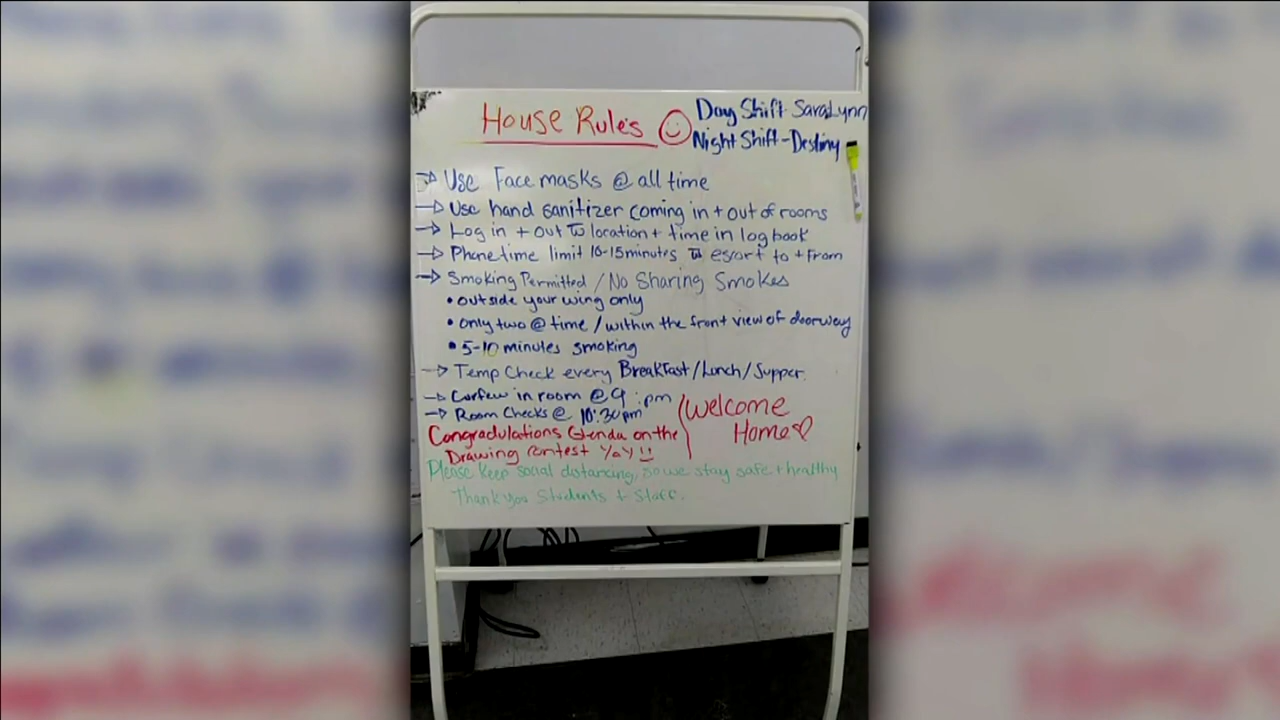 House Rules ☺
Day Shift SaraLynn
Night Shift-Destiny
→ Use Face masks @ all time
→ Use hand sanitizer coming in + out of rooms
→ Log in + out to location + time in log book
→ Phone time limit 10-15 minutes to escort to + From
→ Smoking Permitted / No Sharing Smokes
• outside your wing only
• only two @ time / within the front view of doorway
• 5-10 minutes smoking
→ Temp Check every Breakfast / Lunch / Supper.
→ Curfew in room @ 9 : pm
→ Room Checks @ 10:30pm
Welcome
Home ♡
Congradulations Glenda on the
Drawing contest Yay !!
Please Keep social distancing, so we stay safe + healthy
Thank you Students + Staff.